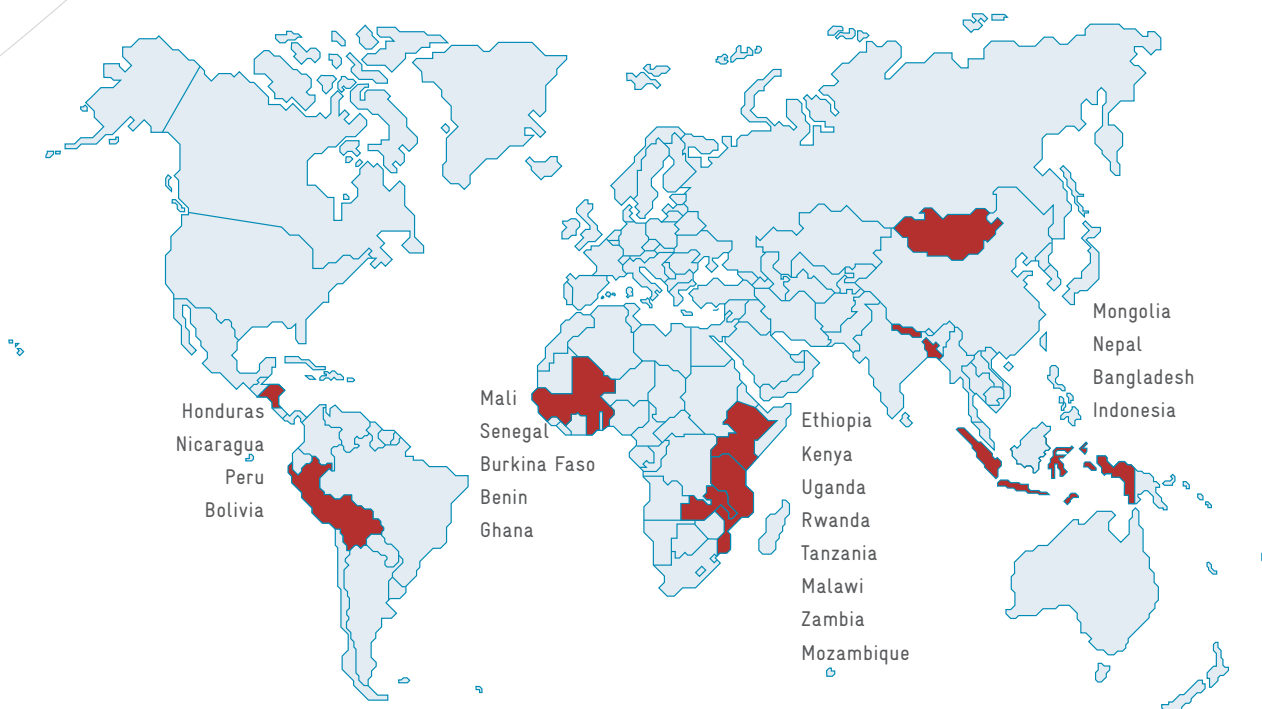 Honduras
Nicaragua
Peru
Bolivia
Mali
Senegal
Burkina Faso
Benin
Ghana
Ethiopia
Kenya
Uganda
Rwanda
Tanzania
Malawi
Zambia
Mozambique
Mongolia
Nepal
Bangladesh
Indonesia